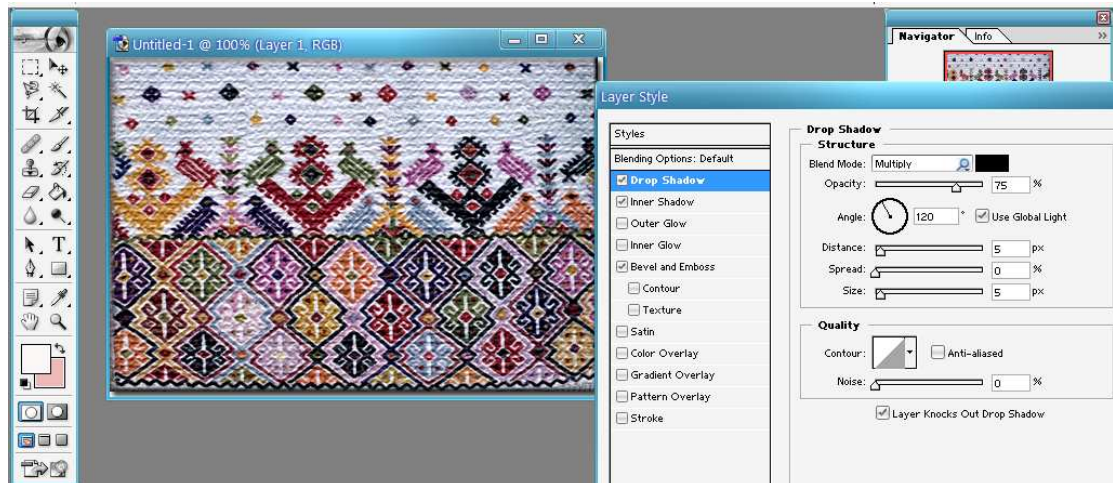 Untitled-1 @ 100% (Layer 1, RGB)
Navigator Info
Layer Style
Styles
Blending Options: Default
Drop Shadow
Inner Shadow
Outer Glow
Inner Glow
Bevel and Emboss
Contour
Texture
Satin
Color Overlay
Gradient Overlay
Pattern Overlay
Stroke
Drop Shadow
Structure
Blend Mode: Multiply
Opacity: 75 %
Angle: 120 ° Use Global Light
Distance: 5 px
Spread: 0 %
Size: 5 px
Quality
Contour: Anti-aliased
Noise: 0 %
Layer Knocks Out Drop Shadow